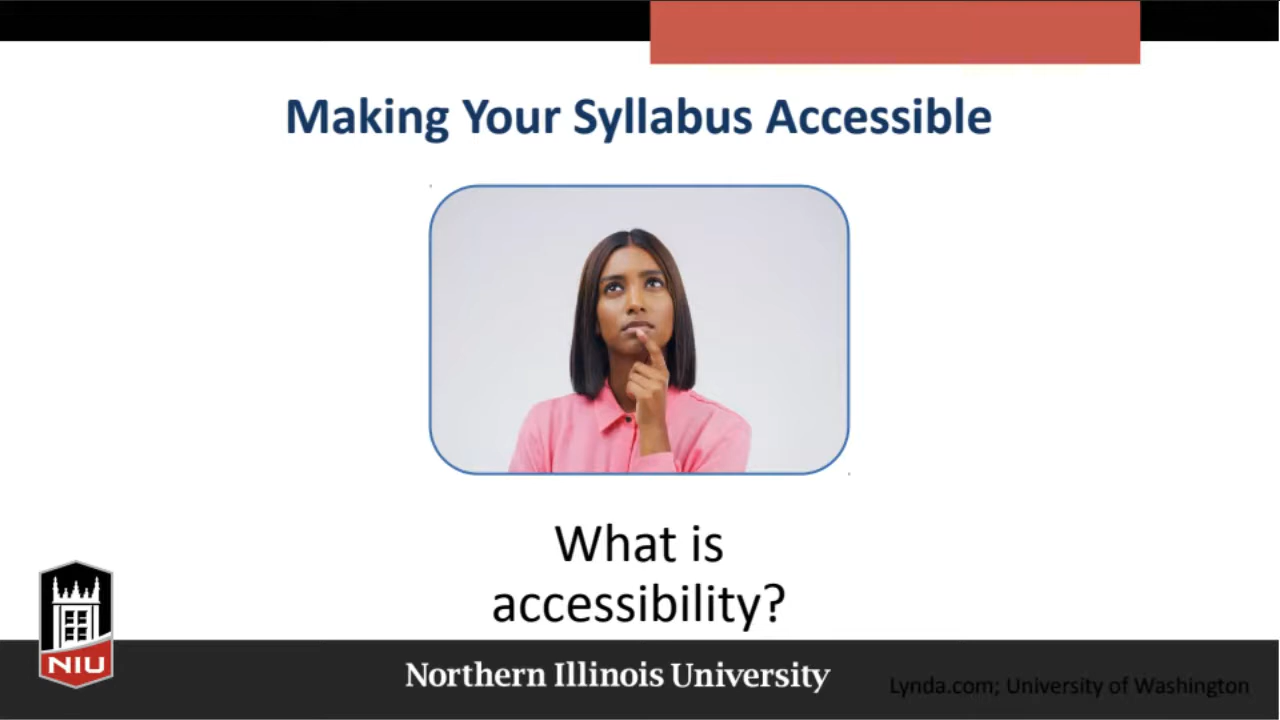 Making Your Syllabus Accessible
What is
accessibility?
NIU
Northern Illinois University
Lynda.com; University of Washington